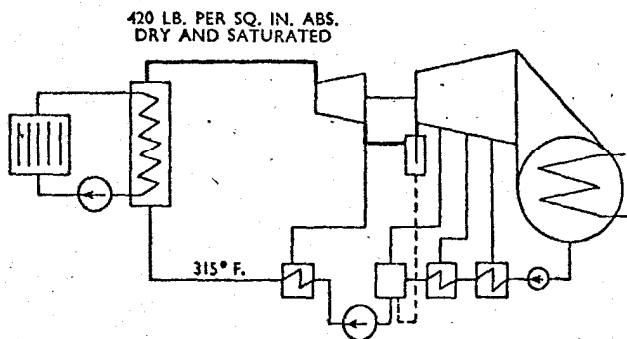 420 LB. PER SQ. IN. ABS.
DRY AND SATURATED
315° F.